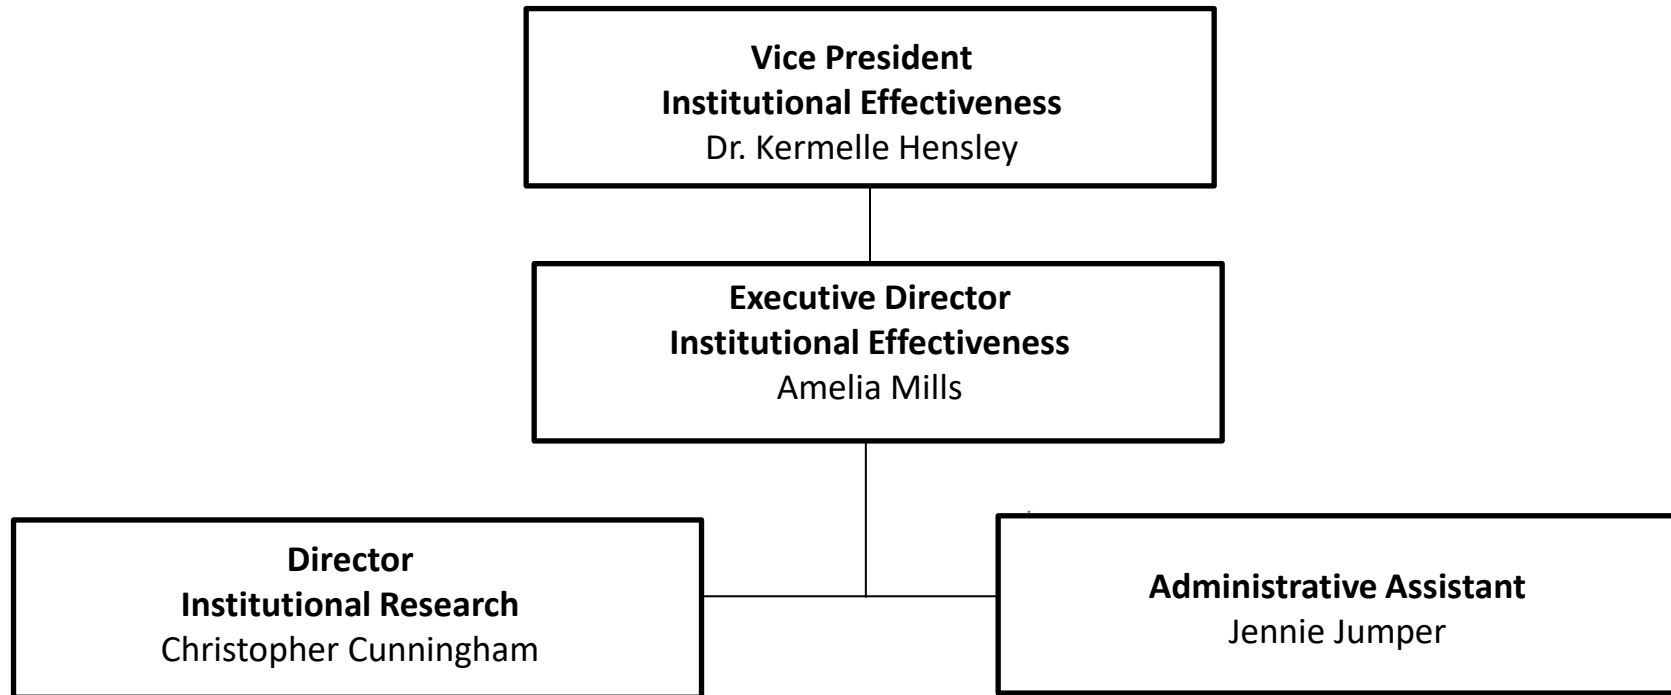 Vice President
Institutional Effectiveness
Dr. Kermelle Hensley
Executive Director
Institutional Effectiveness
Amelia Mills
Director
Institutional Research
Christopher Cunningham
Administrative Assistant
Jennie Jumper